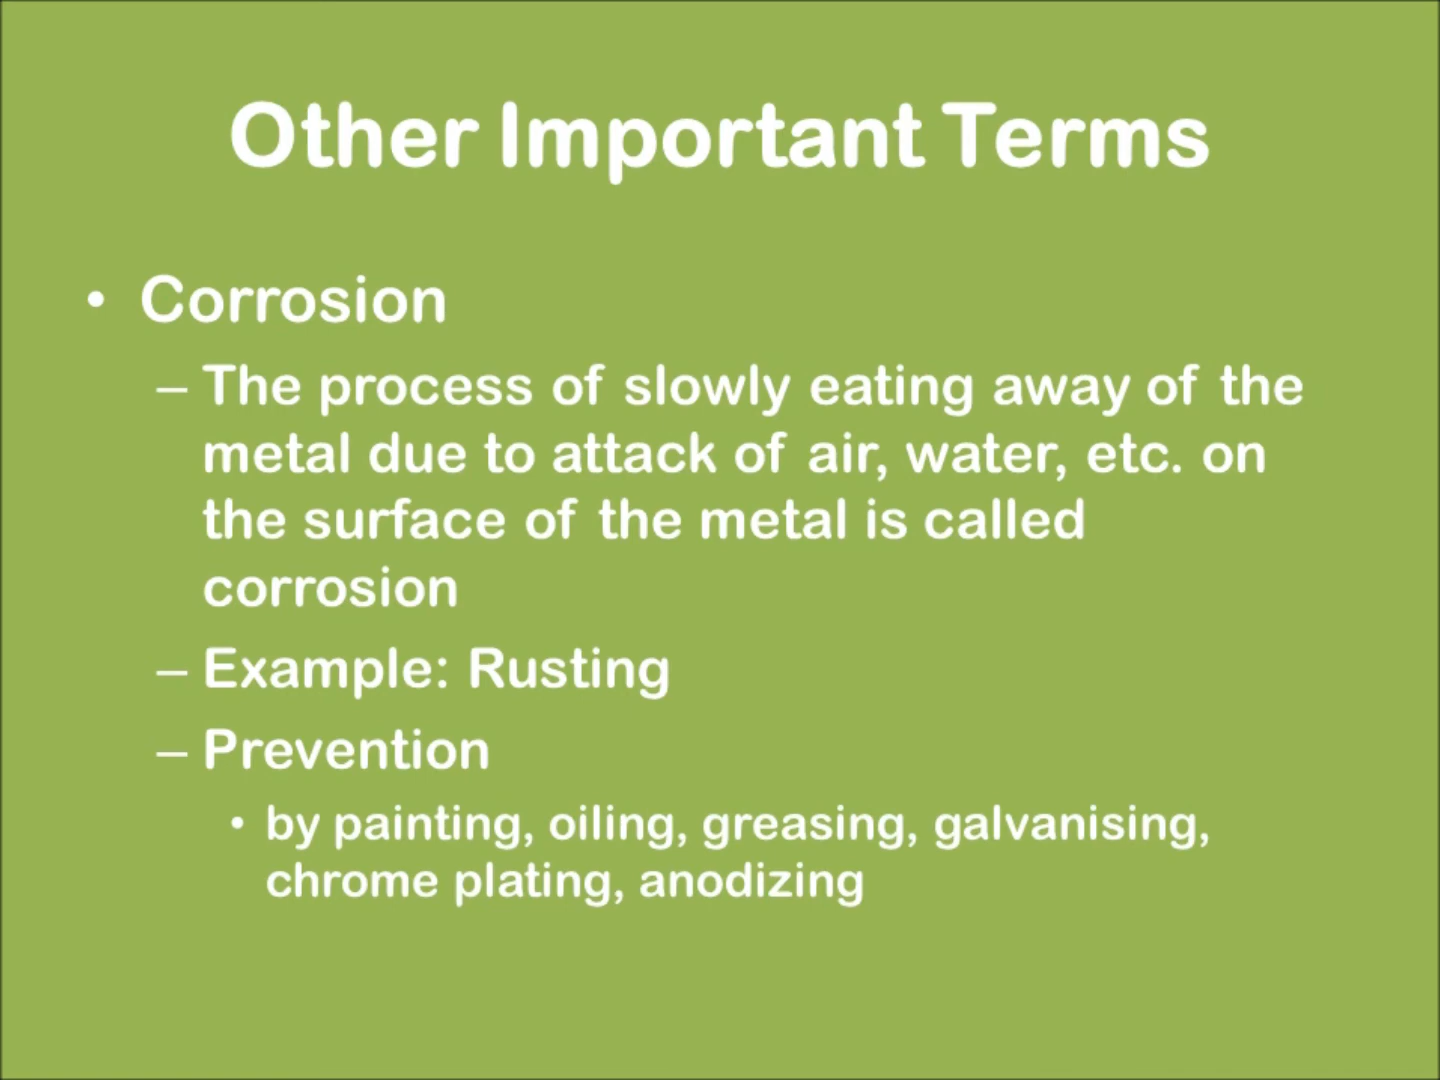 Other Important Terms
• Corrosion
– The process of slowly eating away of the
metal due to attack of air, water, etc. on
the surface of the metal is called
corrosion
– Example: Rusting
– Prevention
• by painting, oiling, greasing, galvanising,
chrome plating, anodizing